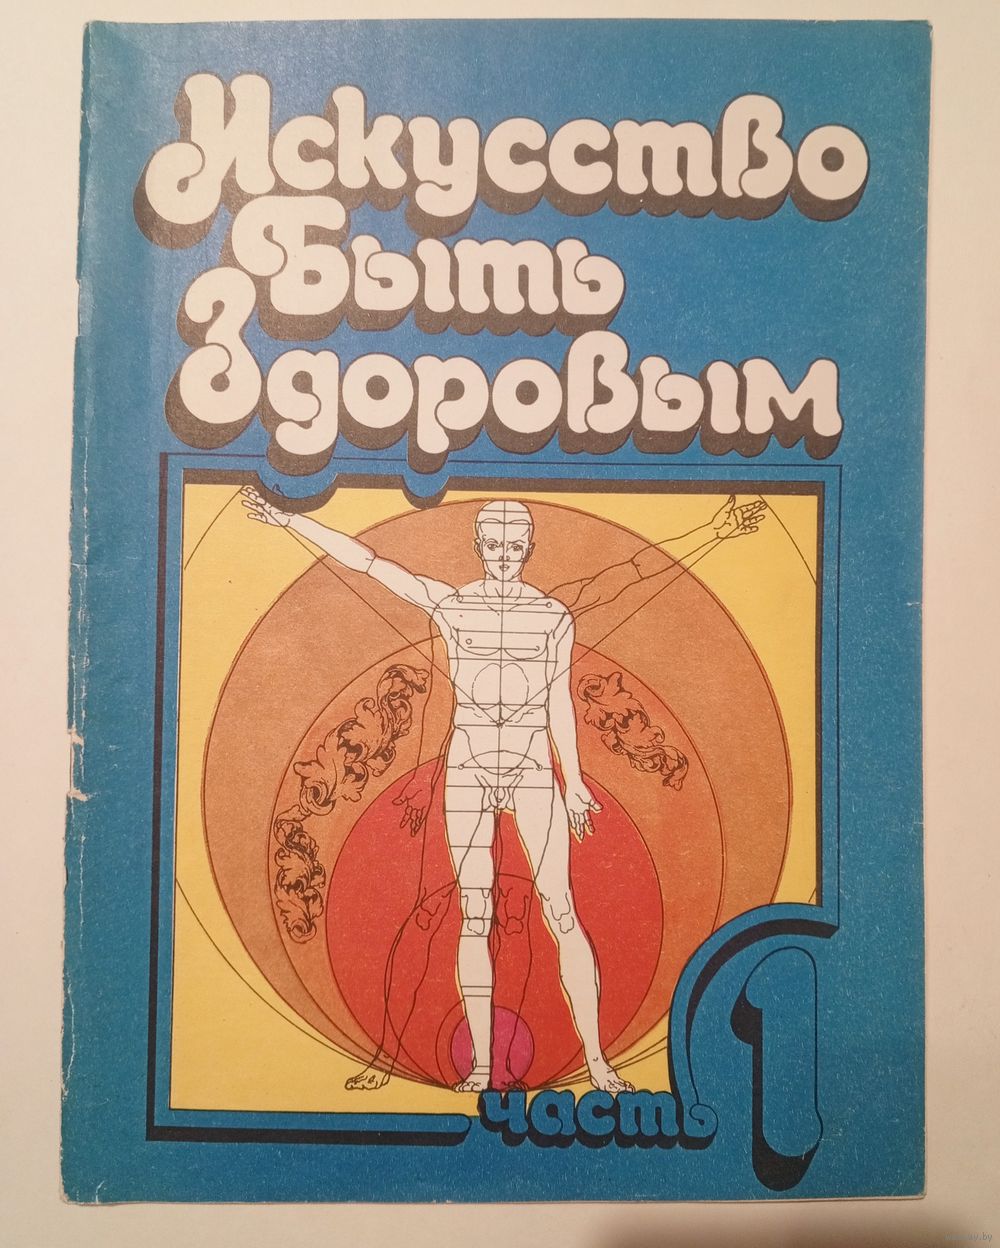 Искусство
Быть
Здоровым
часть 1